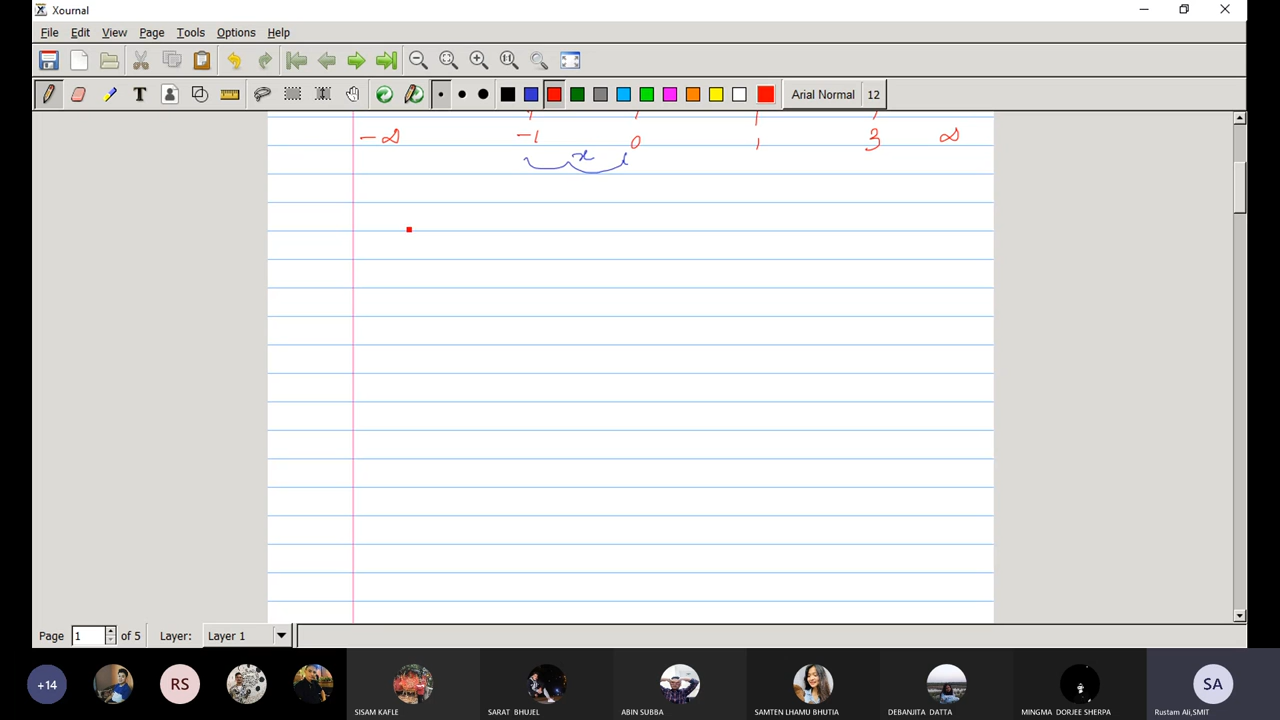 Xournal
File Edit View Page Tools Options Help
Arial Normal 12
-∞ -1 0 1 3 ∞
x
Page 1 of 5 Layer: Layer 1
+14 RS SA
SISAM KAFLE SARAT BHUJEL ABIN SUBBA SAMTEN LHAMU BHUTIA DEBANJITA DATTA MINGMA DORJEE SHERPA Rustam Ali,SMIT